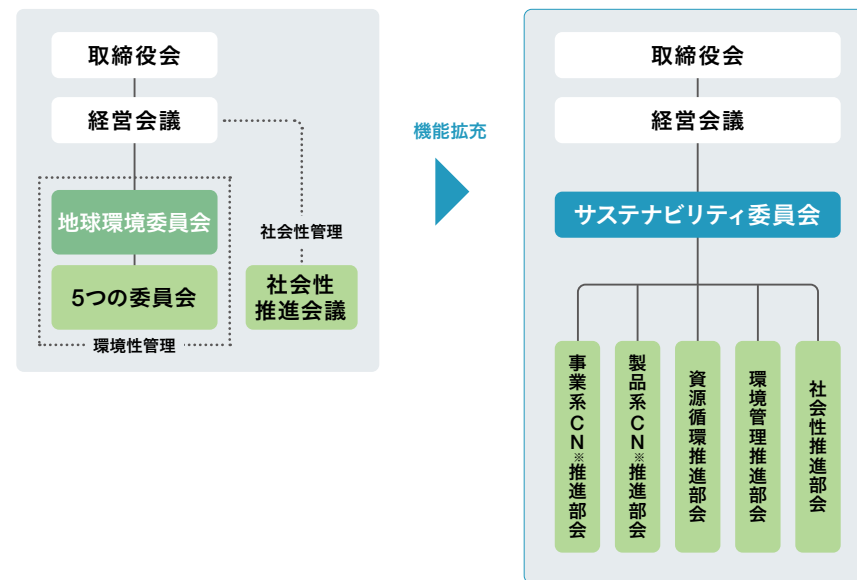 取締役会
経営会議
地球環境委員会
5つの委員会
環境性管理
社会性管理
社会性
推進会議
機能拡充
取締役会
経営会議
サステナビリティ委員会
事業系CN※推進部会
製品系CN※推進部会
資源循環推進部会
環境管理推進部会
社会性推進部会